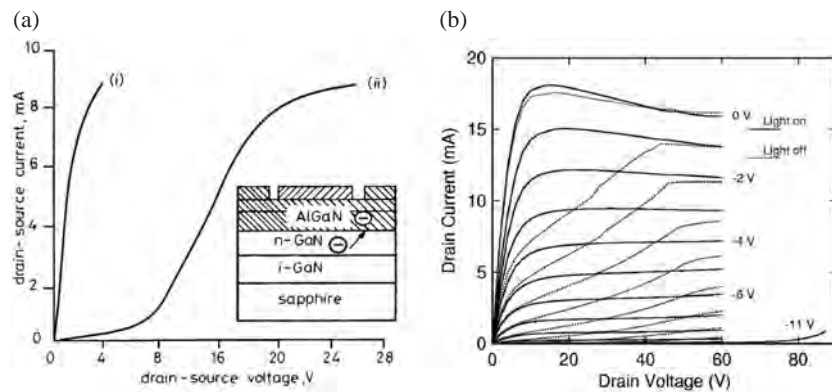 (a)
drain-source current, mA
10
8
6
4
2
0
0
4
8
16
20
24
28
drain-source voltage, V
(i)
(ii)
AlGaN
n-GaN
i-GaN
sapphire
(b)
Drain Current (mA)
20
15
10
5
0
0
20
40
60
80
Drain Voltage (V)
0 V
Light on
Light off
-2 V
-4 V
-6 V
-11 V